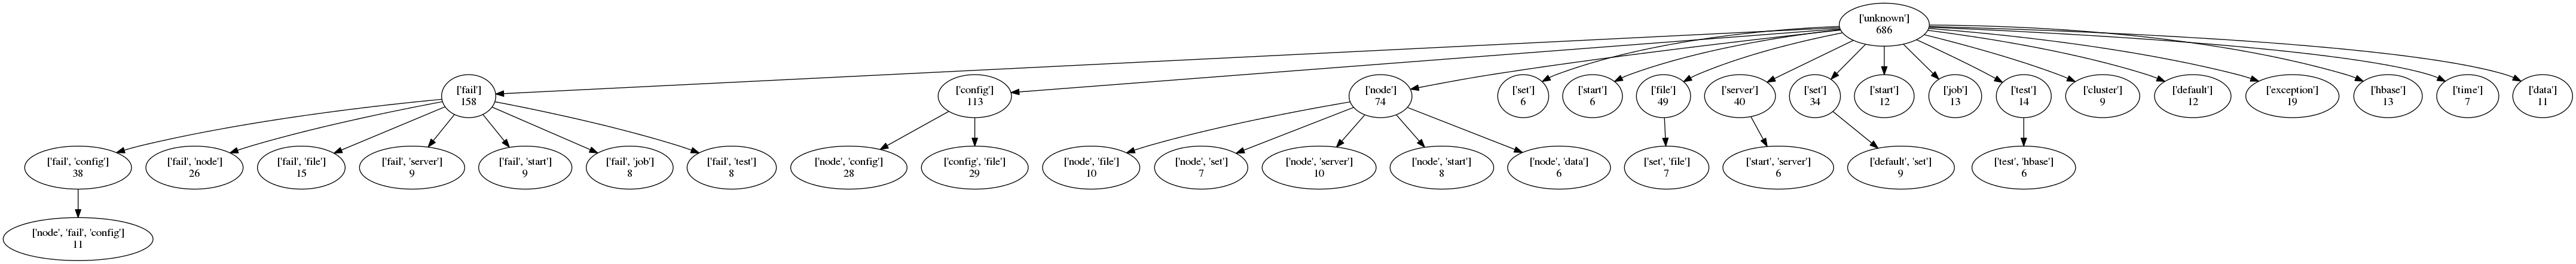 ['unknown']
686
['fail']
158
['config']
113
['node']
74
['set']
6
['start']
6
['file']
49
['server']
40
['set']
34
['start']
12
['job']
13
['test']
14
['cluster']
9
['default']
12
['exception']
19
['hbase']
13
['time']
7
['data']
11
['fail', 'config']
38
['fail', 'node']
26
['fail', 'file']
15
['fail', 'server']
9
['fail', 'start']
9
['fail', 'job']
8
['fail', 'test']
8
['node', 'config']
28
['config', 'file']
29
['node', 'file']
10
['node', 'set']
7
['node', 'server']
10
['node', 'start']
8
['node', 'data']
6
['set', 'file']
7
['start', 'server']
6
['default', 'set']
9
['test', 'hbase']
6
['node', 'fail', 'config']
11